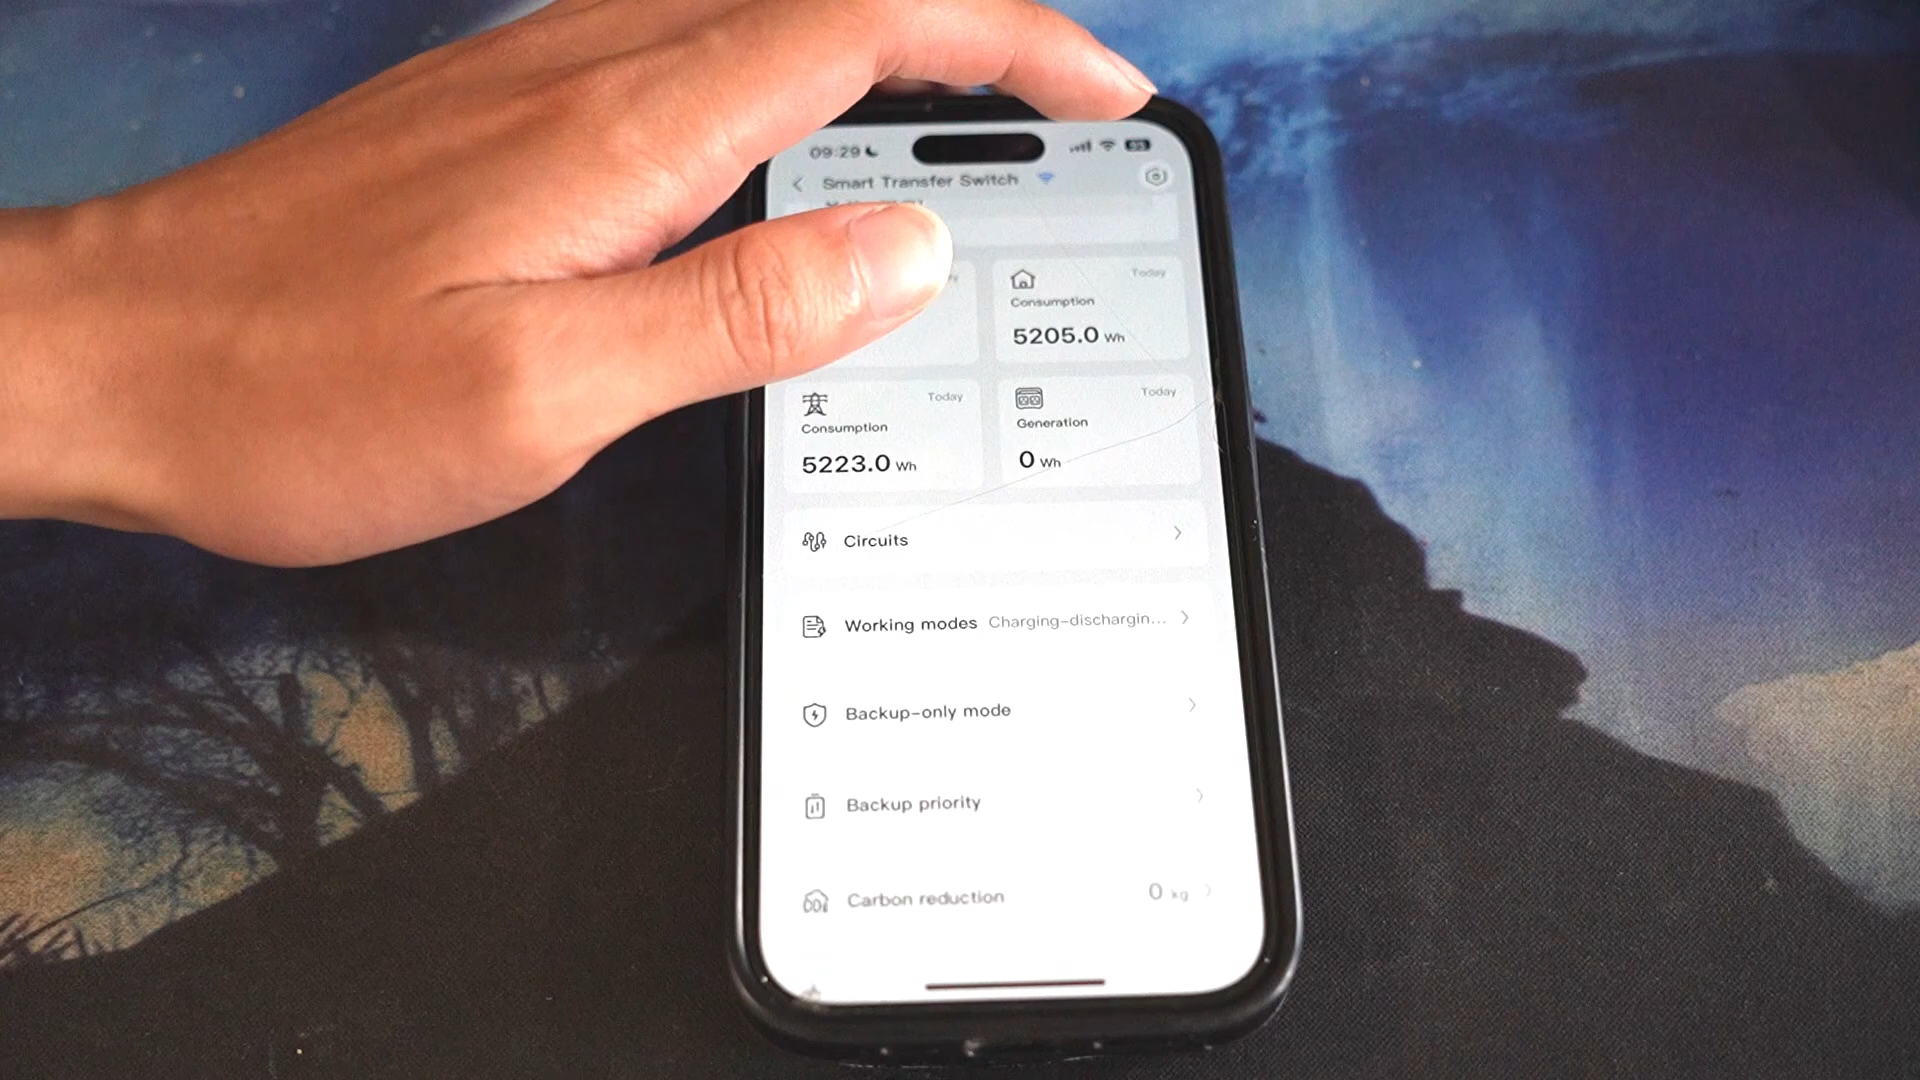 09:29
95
Smart Transfer Switch
Today
Consumption
5205.0 Wh
Today
Consumption
5223.0 Wh
Today
Generation
0 Wh
Circuits
Working modes Charging-dischargin...
Backup-only mode
Backup priority
Carbon reduction 0 kg